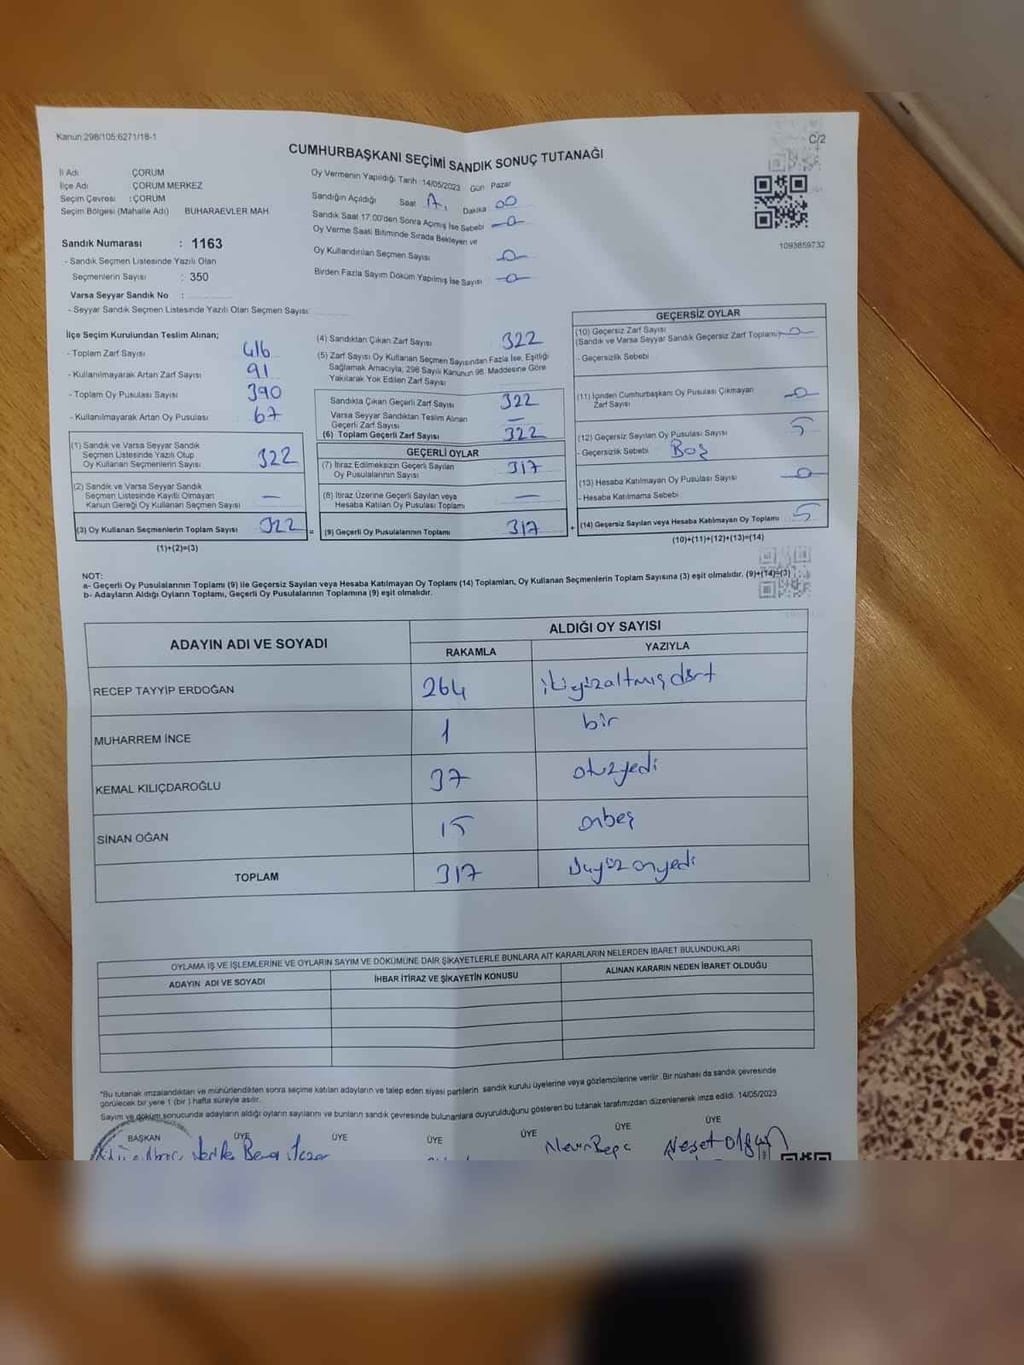 Kanun:298/105:6271/18-1
C/2
CUMHURBAŞKANI SEÇİMİ SANDIK SONUÇ TUTANAĞI
İl Adı ÇORUM
İlçe Adı ÇORUM MERKEZ
Seçim Çevresi : ÇORUM
Seçim Bölgesi (Mahalle Adı) BUHARAEVLER MAH
Sandık Numarası : 1163
- Sandık Seçmen Listesinde Yazılı Olan
Seçmenlerin Sayısı : 350
Varsa Seyyar Sandık No :
- Seyyar Sandık Seçmen Listesinde Yazılı Olan Seçmen Sayısı:
Oy Vermenin Yapıldığı Tarih :14/05/2023 Gün Pazar
Sandığın Açıldığı Saat Dakika 00
Sandık Saat 17.00'den Sonra Açımış İse Sebebi
Oy Verme Saati Bitiminde Sırada Bekleyen ve
Oy Kullandırılan Seçmen Sayısı
Birden Fazla Sayım Döküm Yapılmış İse Sayısı
1093859732
İlçe Seçim Kurulundan Teslim Alınan;
- Toplam Zarf Sayısı 416
- Kullanılmayarak Artan Zarf Sayısı 91
- Toplam Oy Pusulası Sayısı 390
- Kullanılmayarak Artan Oy Pusulası : 67
(1) Sandık ve Varsa Seyyar Sandık
Seçmen Listesinde Yazılı Olup
Oy Kullanan Seçmenlerin Sayısı 322
(2) Sandık ve Varsa Seyyar Sandık
Seçmen Listesinde Kayıtlı Olmayan
Kanun Gereği Oy Kullanan Seçmen Sayısı —
(3) Oy Kullanan Seçmenlerin Toplam Sayısı 322 =
(1)+(2)=(3)
(4) Sandıktan Çıkan Zarf Sayısı 322
(5) Zarf Sayısı Oy Kullanan Seçmen Sayısından Fazla İse, Eşitliği
Sağlamak Amacıyla; 298 Sayılı Kanunun 98. Maddesine Göre
Yakılarak Yok Edilen Zarf Sayısı
Sandıkta Çıkan Geçerli Zarf Sayısı 322
Varsa Seyyar Sandıktan Teslim Alınan
Geçerli Zarf Sayısı —
(6) Toplam Geçerli Zarf Sayısı 322
GEÇERLİ OYLAR
(7) İtiraz Edilmeksizin Geçerli Sayılan
Oy Pusulalarının Sayısı 317
(8) İtiraz Üzerine Geçerli Sayılan veya
Hesaba Katılan Oy Pusulası Toplamı —
(9) Geçerli Oy Pusulalarının Toplamı 317 +
GEÇERSİZ OYLAR
(10) Geçersiz Zarf Sayısı
(Sandık ve Varsa Seyyar Sandık Geçersiz Zarf Toplamı)
- Geçersizlik Sebebi
(11) İçinden Cumhurbaşkanı Oy Pusulası Çıkmayan
Zarf Sayısı
(12) Geçersiz Sayılan Oy Pusulası Sayısı 5
- Geçersizlik Sebebi Boş
(13) Hesaba Katılmayan Oy Pusulası Sayısı
- Hesaba Katılmama Sebebi
(14) Geçersiz Sayılan veya Hesaba Katılmayan Oy Toplamı 5
(10)+(11)+(12)+(13)=(14)
NOT:
a- Geçerli Oy Pusulalarının Toplamı (9) ile Geçersiz Sayılan veya Hesaba Katılmayan Oy Toplamı (14) Toplamları, Oy Kullanan Seçmenlerin Toplam Sayısına (3) eşit olmalıdır. (9)+(14)=(3)
b- Adayların Aldığı Oyların Toplamı, Geçerli Oy Pusulalarının Toplamına (9) eşit olmalıdır.
ADAYIN ADI VE SOYADI ALDIĞI OY SAYISI
RAKAMLA YAZIYLA
RECEP TAYYİP ERDOĞAN 264 ikiyüzaltmışdört
MUHARREM İNCE 1 bir
KEMAL KILIÇDAROĞLU 37 otuzyedi
SİNAN OĞAN 15 onbeş
TOPLAM 317 üçyüz onyedi
OYLAMA İŞ VE İŞLEMLERİNE VE OYLARIN SAYIM VE DÖKÜMÜNE DAİR ŞİKAYETLERLE BUNLARA AİT KARARLARIN NELERDEN İBARET BULUNDUKLARI
ADAYIN ADI VE SOYADI İHBAR İTİRAZ VE ŞİKAYETİN KONUSU ALINAN KARARIN NEDEN İBARET OLDUĞU
*Bu tutanak imzalandıktan ve mühürlendikten sonra seçime katılan adayların ve talep eden siyasi partilerin sandık kurulu üyelerine veya gözlemcilerine verilir. Bir nüshası da sandık çevresinde
görülecek bir yere 1 (bir) hafta süreyle asılır.
Sayım ve döküm sonucunda adayların aldığı oyların sayılarını ve bunların sandık çevresinde bulunanlara duyurulduğunu gösteren bu tutanak tarafımızdan düzenlenerek imza edildi. 14/05/2023
BAŞKAN ÜYE ÜYE ÜYE ÜYE ÜYE ÜYE